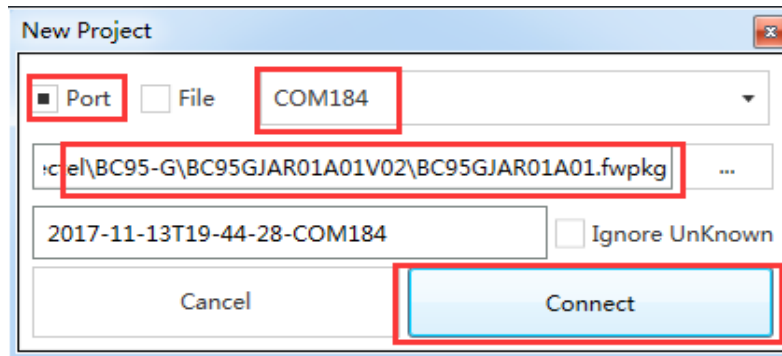 New Project
Port File COM184
ectel\BC95-G\BC95GJAR01A01V02\BC95GJAR01A01.fwpkg ...
2017-11-13T19-44-28-COM184 Ignore UnKnown
Cancel Connect